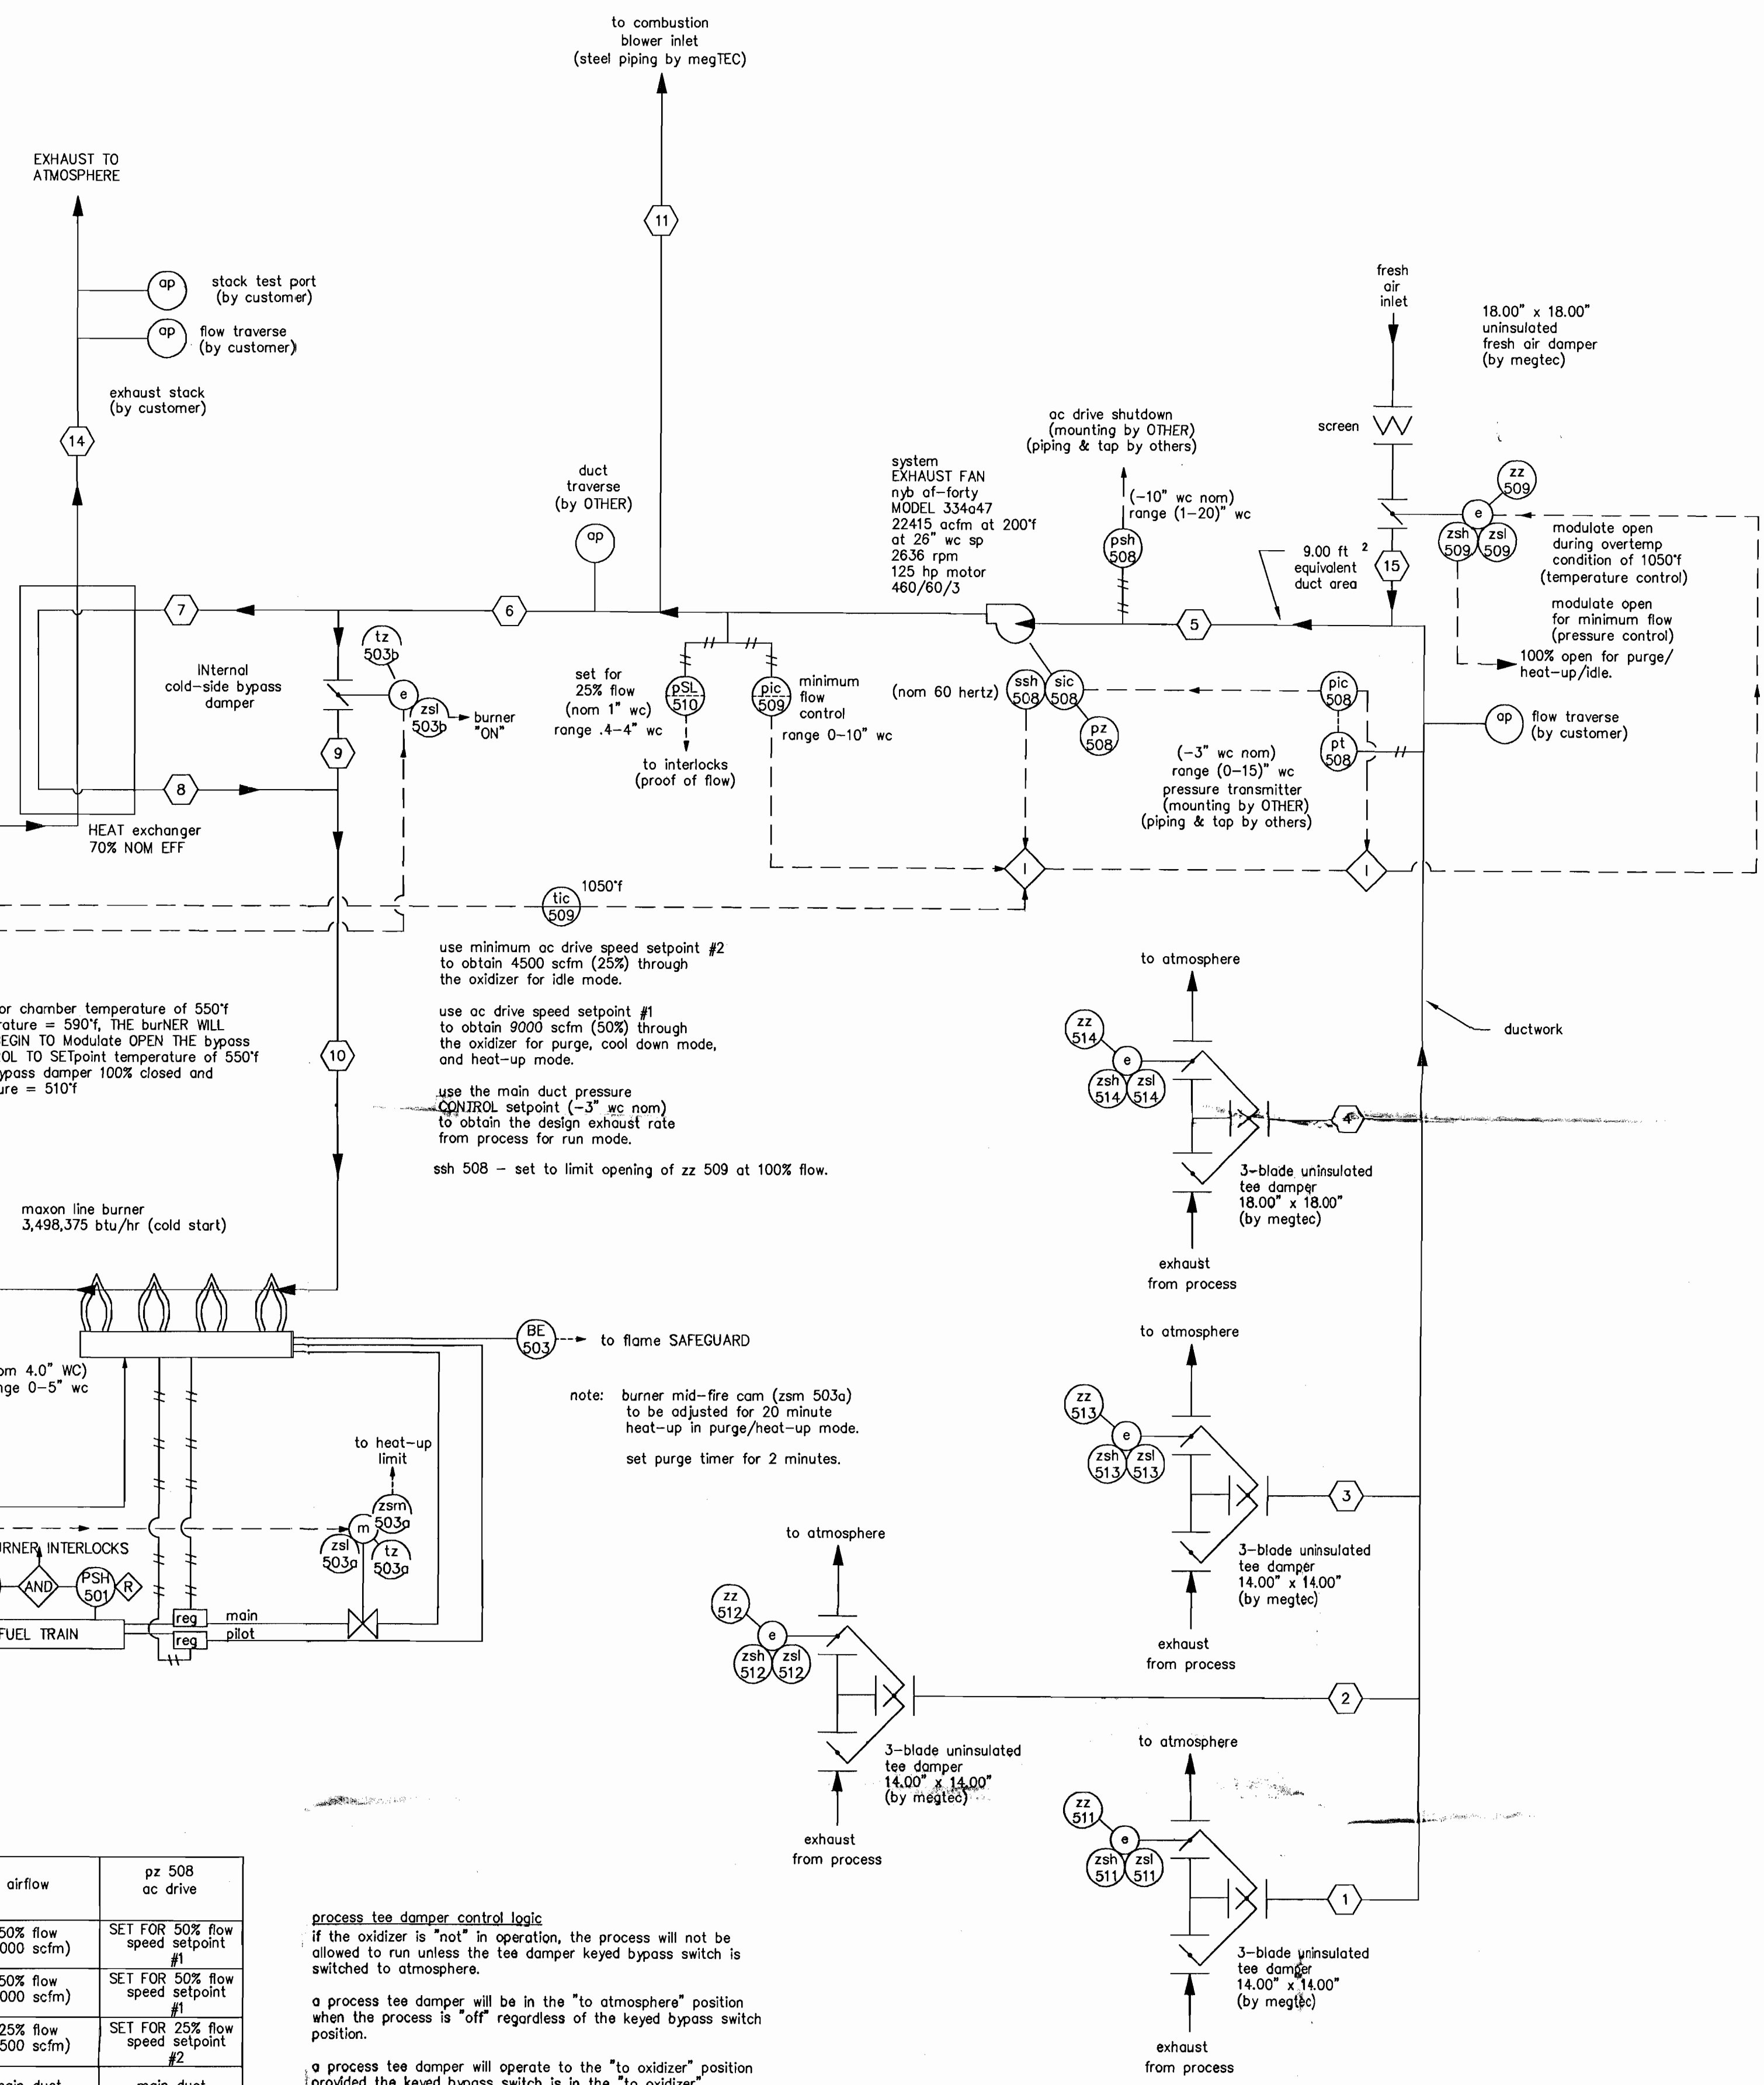 to combustion
blower inlet
(steel piping by megTEC)
EXHAUST TO
ATMOSPHERE
11
fresh
air
inlet
ap
stack test port
(by customer)
ap
flow traverse
(by customer)
18.00" x 18.00"
uninsulated
fresh air damper
(by megtec)
exhaust stack
(by customer)
14
screen
ac drive shutdown
(mounting by OTHER)
(piping & tap by others)
duct
traverse
(by OTHER)
ap
system
EXHAUST FAN
nyb af-forty
MODEL 334a47
22415 acfm at 200°f
at 26" wc sp
2636 rpm
125 hp motor
460/60/3
(-10" wc nom)
range (1-20)" wc
psh
508
zz
509
e
zsh
509
zsl
509
modulate open
during overtemp
condition of 1050°f
(temperature control)
modulate open
for minimum flow
(pressure control)
100% open for purge/
heat-up/idle.
9.00 ft 2
equivalent
duct area
15
7
6
5
tz
503b
e
zsl
503b
burner
"ON"
INternal
cold-side bypass
damper
9
8
set for
25% flow
(nom 1" wc)
range .4-4" wc
pSL
510
to interlocks
(proof of flow)
pic
509
minimum
flow
control
range 0-10" wc
(nom 60 hertz)
ssh
508
sic
508
pz
508
pic
508
pt
508
(-3" wc nom)
range (0-15)" wc
pressure transmitter
(mounting by OTHER)
(piping & tap by others)
ap
flow traverse
(by customer)
HEAT exchanger
70% NOM EFF
I
I
tic
509
1050°f
use minimum ac drive speed setpoint #2
to obtain 4500 scfm (25%) through
the oxidizer for idle mode.
use ac drive speed setpoint #1
to obtain 9000 scfm (50%) through
the oxidizer for purge, cool down mode,
and heat-up mode.
use the main duct pressure
CONTROL setpoint (-3" wc nom)
to obtain the design exhaust rate
from process for run mode.
ssh 508 - set to limit opening of zz 509 at 100% flow.
or chamber temperature of 550°f
rature = 590°f, THE burNER WILL
EGIN TO Modulate OPEN THE bypass
OL TO SETpoint temperature of 550°f
ypass damper 100% closed and
ure = 510°f
10
to atmosphere
zz
514
e
zsh
514
zsl
514
4
ductwork
3-blade uninsulated
tee damper
18.00" x 18.00"
(by megtec)
exhaust
from process
maxon line burner
3,498,375 btu/hr (cold start)
BE
503
to flame SAFEGUARD
om 4.0" WC)
nge 0-5" wc
note: burner mid-fire cam (zsm 503a)
to be adjusted for 20 minute
heat-up in purge/heat-up mode.
set purge timer for 2 minutes.
to atmosphere
zz
513
e
zsh
513
zsl
513
3
3-blade uninsulated
tee damper
14.00" x 14.00"
(by megtec)
exhaust
from process
to heat-up
limit
zsm
503a
m
zsl
503a
tz
503a
URNER INTERLOCKS
AND
PSH
501
R
FUEL TRAIN
reg
main
reg
pilot
to atmosphere
zz
512
e
zsh
512
zsl
512
2
3-blade uninsulated
tee damper
14.00" x 14.00"
(by megtec)
exhaust
from process
to atmosphere
zz
511
e
zsh
511
zsl
511
1
3-blade uninsulated
tee damper
14.00" x 14.00"
(by megtec)
exhaust
from process
airflow
pz 508
ac drive
50% flow
000 scfm)
SET FOR 50% flow
speed setpoint
#1
50% flow
000 scfm)
SET FOR 50% flow
speed setpoint
#1
25% flow
500 scfm)
SET FOR 25% flow
speed setpoint
#2
main duct
process tee damper control logic
if the oxidizer is "not" in operation, the process will not be
allowed to run unless the tee damper keyed bypass switch is
switched to atmosphere.
a process tee damper will be in the "to atmosphere" position
when the process is "off" regardless of the keyed bypass switch
position.
a process tee damper will operate to the "to oxidizer" position
provided the keyed bypass switch is in the "to oxidizer"